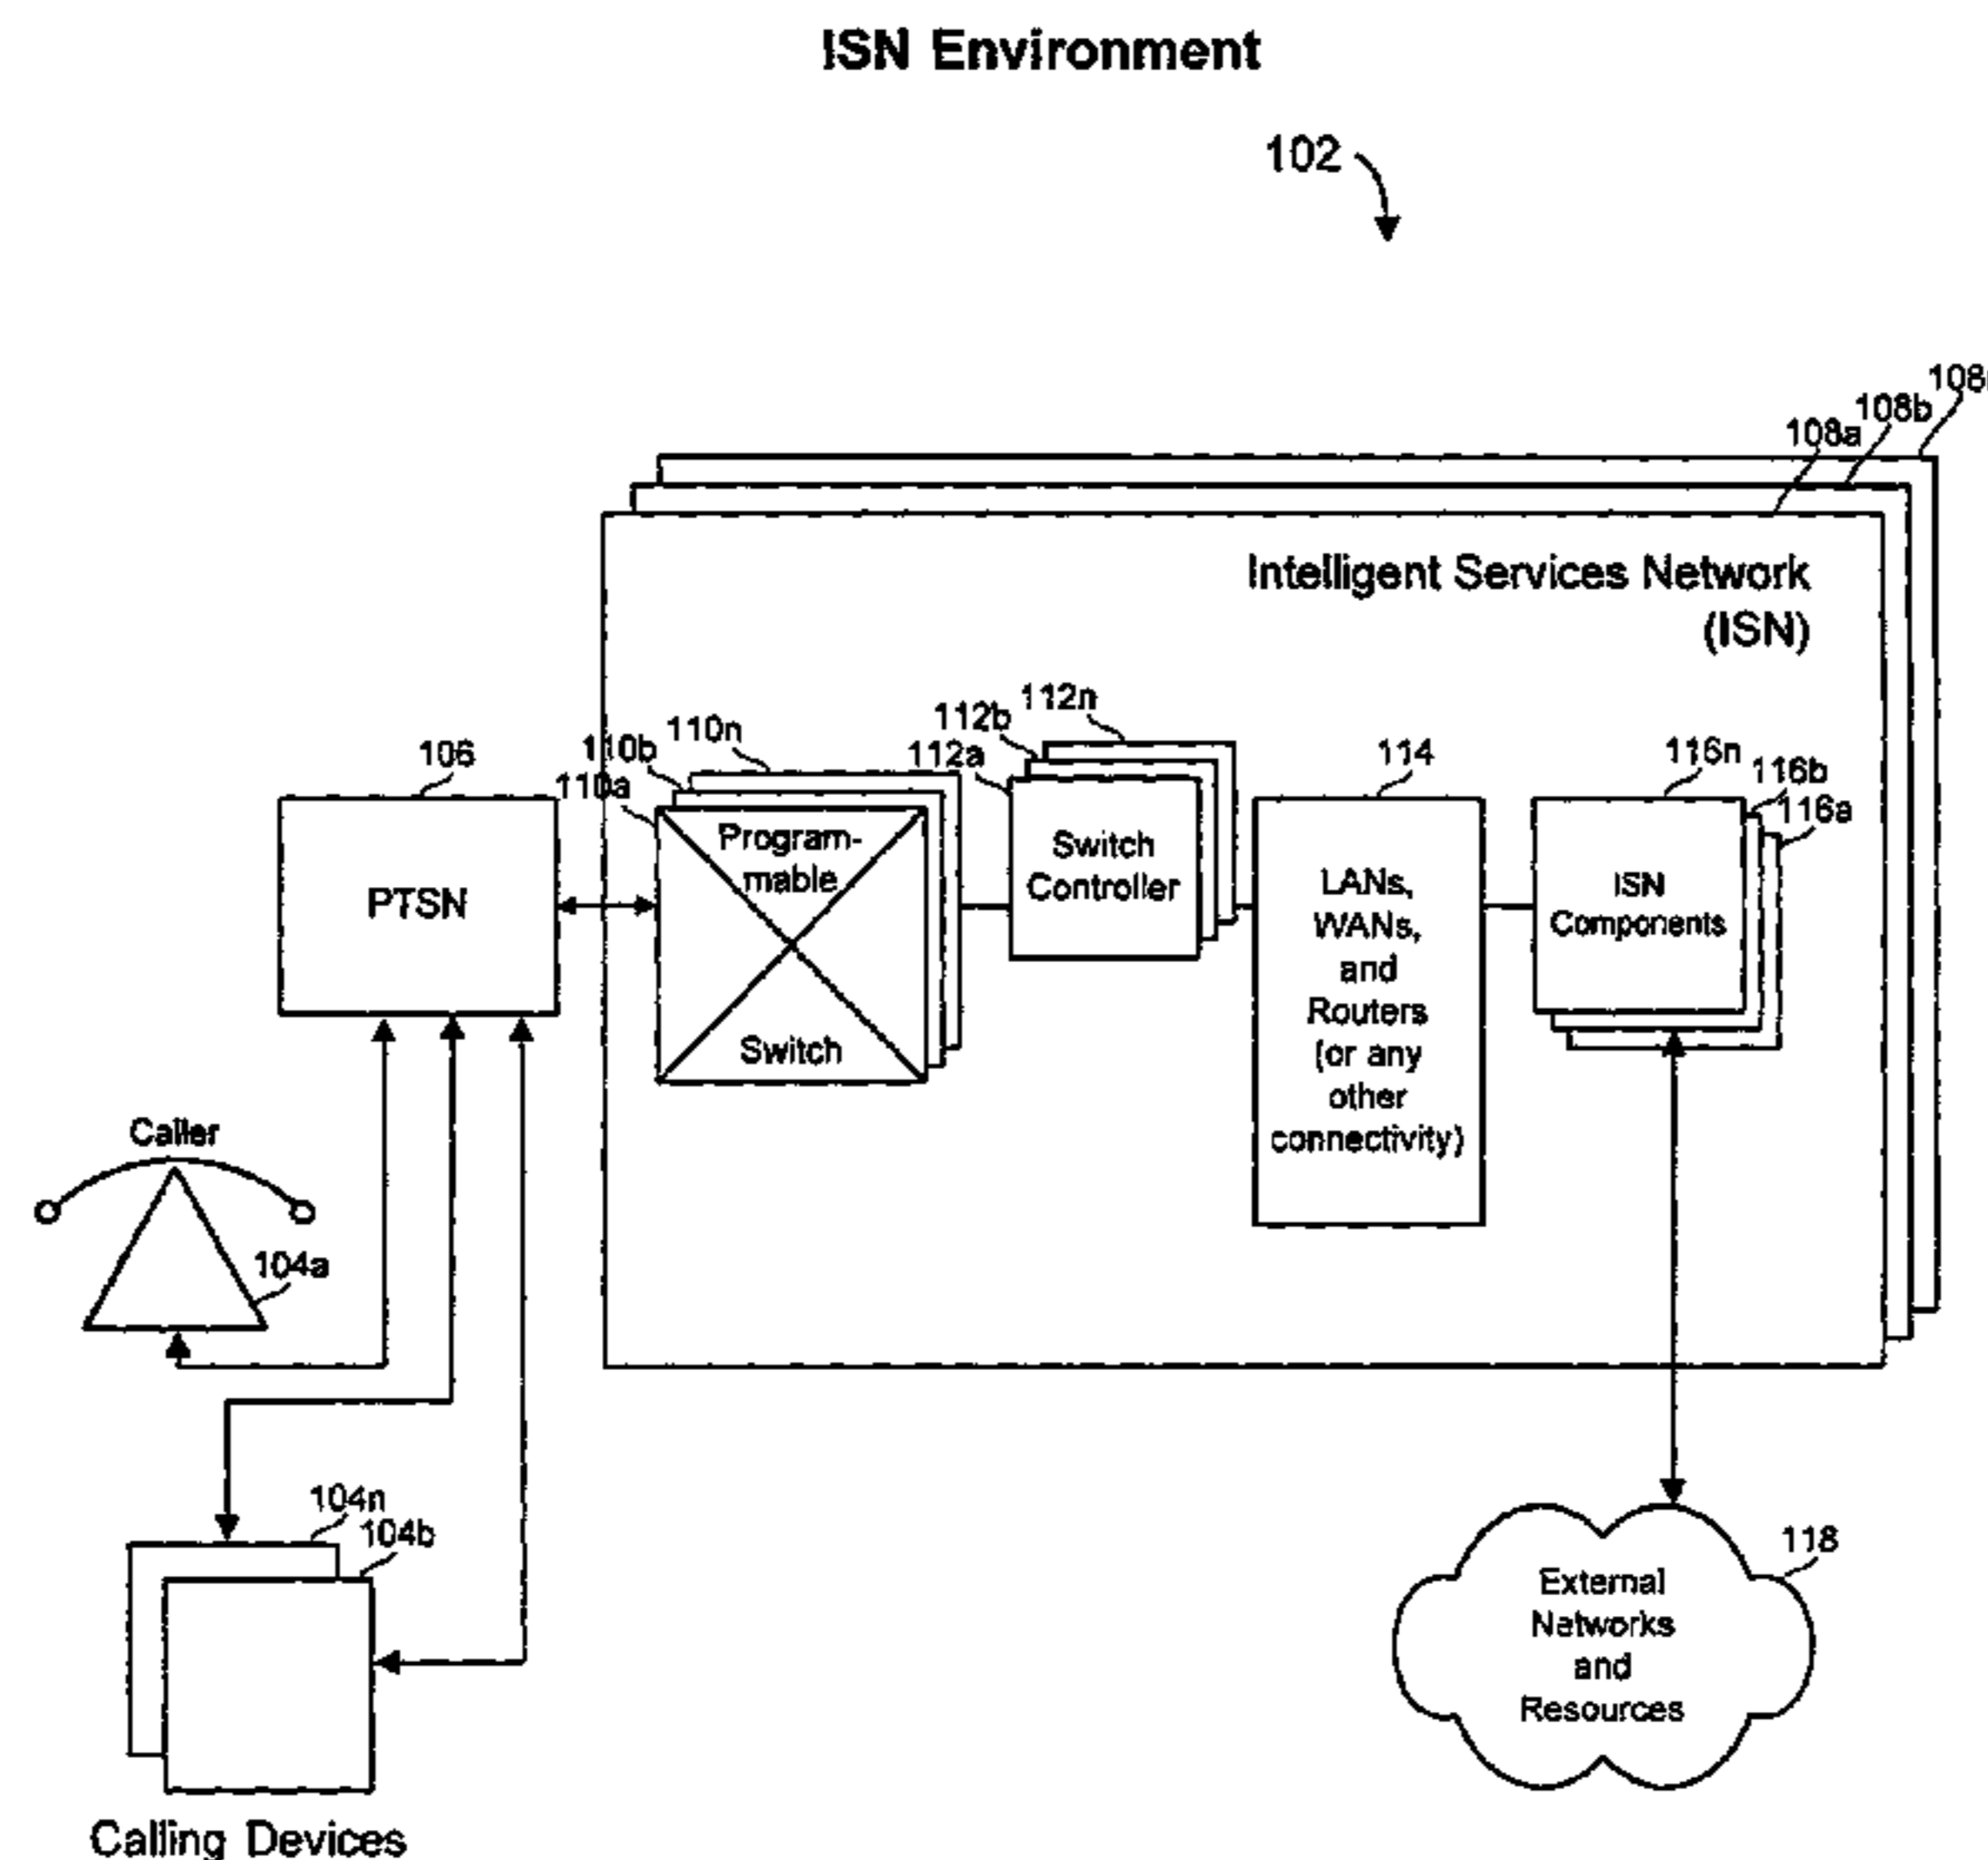 ISN Environment
102
108
108b
108a
Intelligent Services Network
(ISN)
112n
112b
112a
110n
110b
110a
106
114
116n
116b
116a
PTSN
Program-
mable
Switch
Switch
Controller
LANs,
WANs,
and
Routers
(or any
other
connectivity)
ISN
Components
Caller
104a
104n
104b
Calling Devices
118
External
Networks
and
Resources